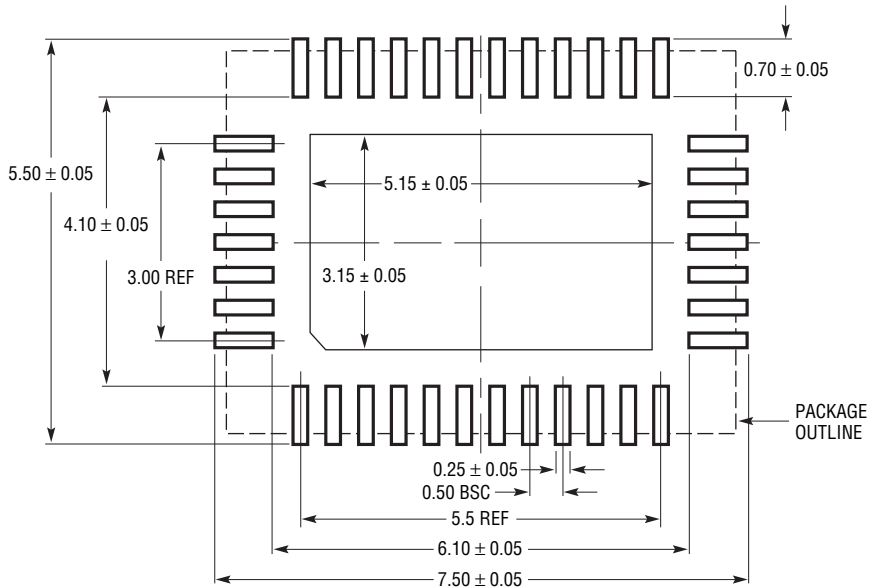 0.70 ± 0.05
5.50 ± 0.05
5.15 ± 0.05
4.10 ± 0.05
3.00 REF
3.15 ± 0.05
PACKAGE
OUTLINE
0.25 ± 0.05
0.50 BSC
5.5 REF
6.10 ± 0.05
7.50 ± 0.05